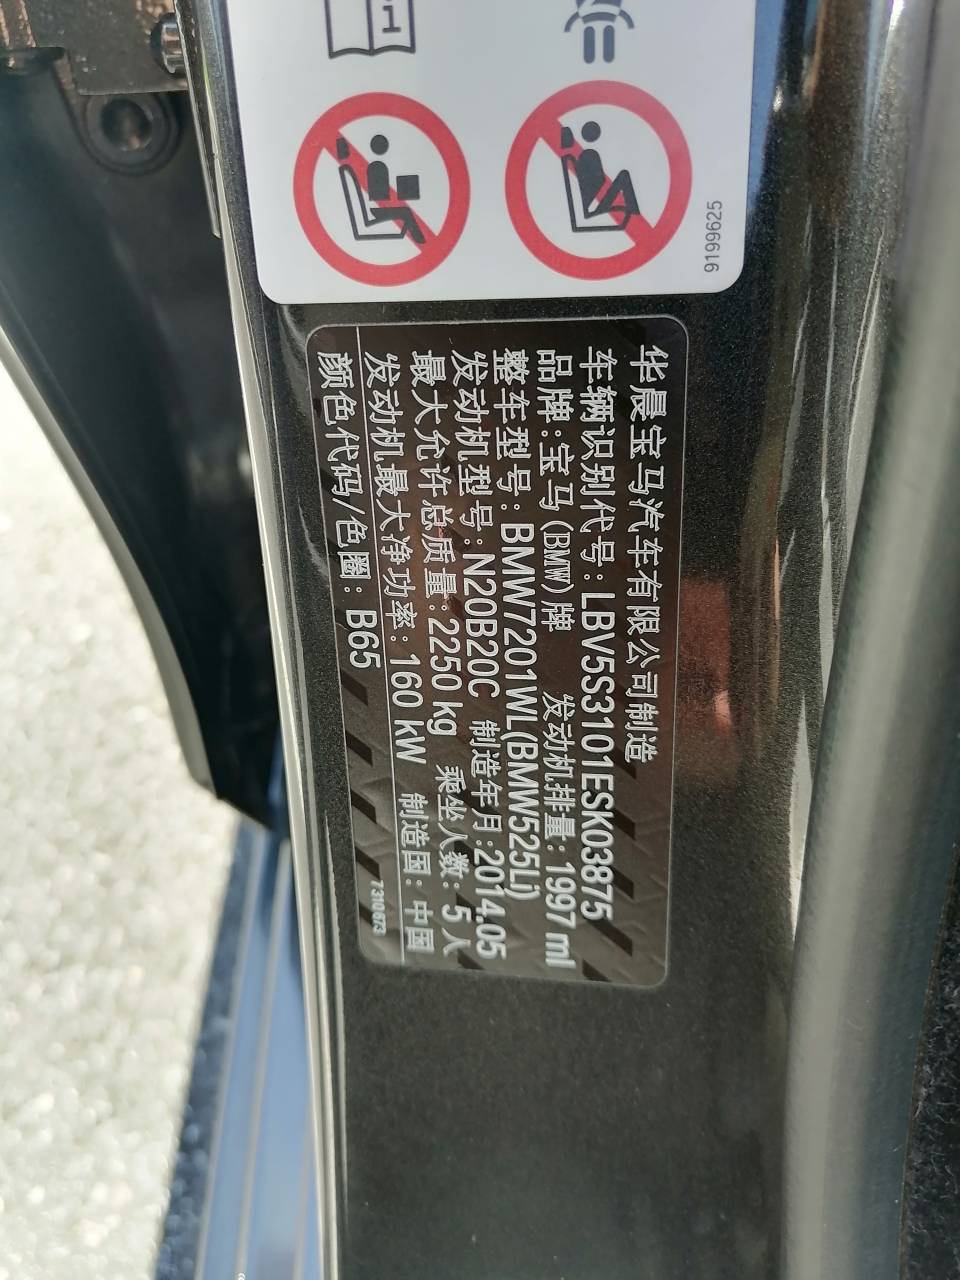 9199625
华晨宝马汽车有限公司制造
车辆识别代号:LBV5S3101ESK03875
品牌:宝马(BMW)牌 发动机排量:1997 ml
整车型号:BMW7201WL(BMW525Li)
发动机型号:N20B20C 制造年月:2014.05
最大允许总质量:2250 kg 乘坐人数:5人
发动机最大净功率:160 kW 制造国:中国
颜色代码/色圈:B65